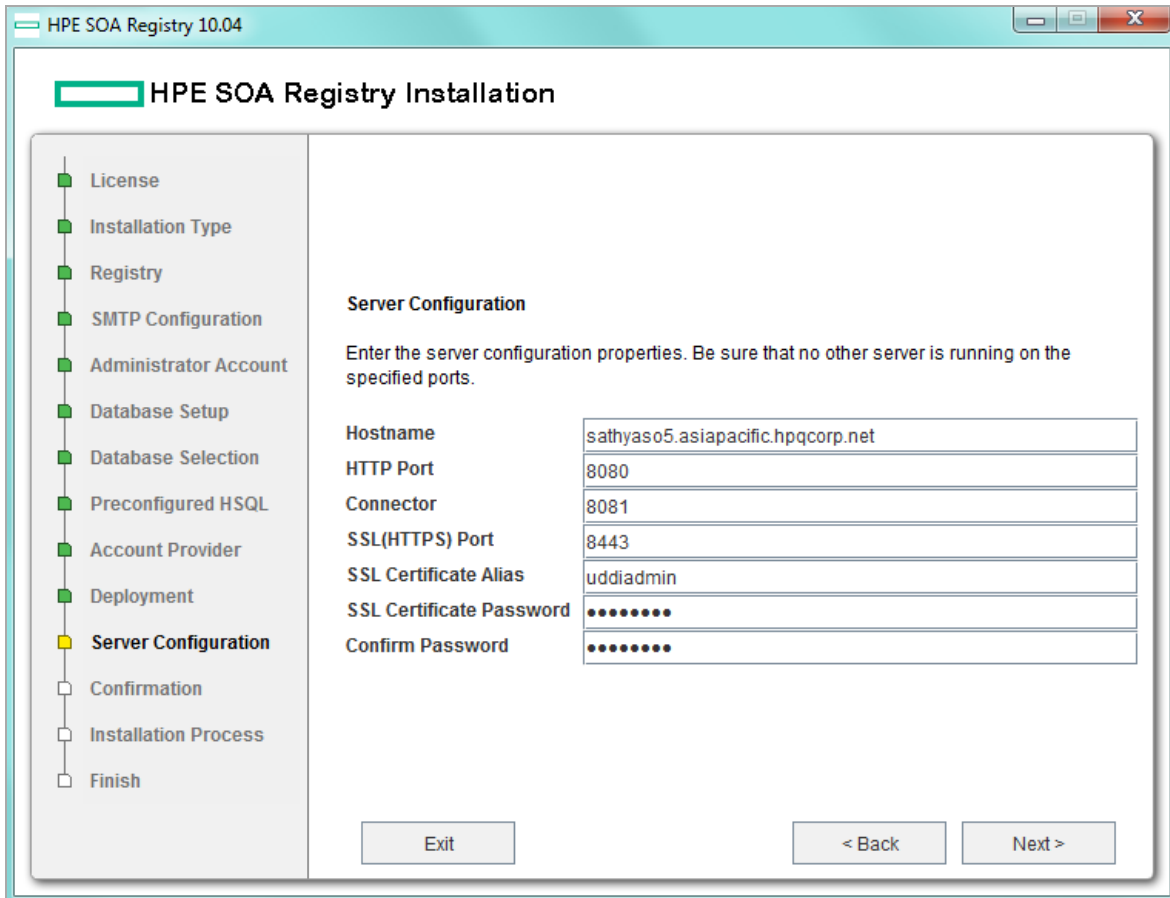 HPE SOA Registry 10.04
HPE SOA Registry Installation
License
Installation Type
Registry
SMTP Configuration
Administrator Account
Database Setup
Database Selection
Preconfigured HSQL
Account Provider
Deployment
Server Configuration
Confirmation
Installation Process
Finish
Server Configuration
Enter the server configuration properties. Be sure that no other server is running on the
specified ports.
Hostname sathyaso5.asiapacific.hpqcorp.net
HTTP Port 8080
Connector 8081
SSL(HTTPS) Port 8443
SSL Certificate Alias uddiadmin
SSL Certificate Password ●●●●●●●●
Confirm Password ●●●●●●●●
Exit < Back Next >